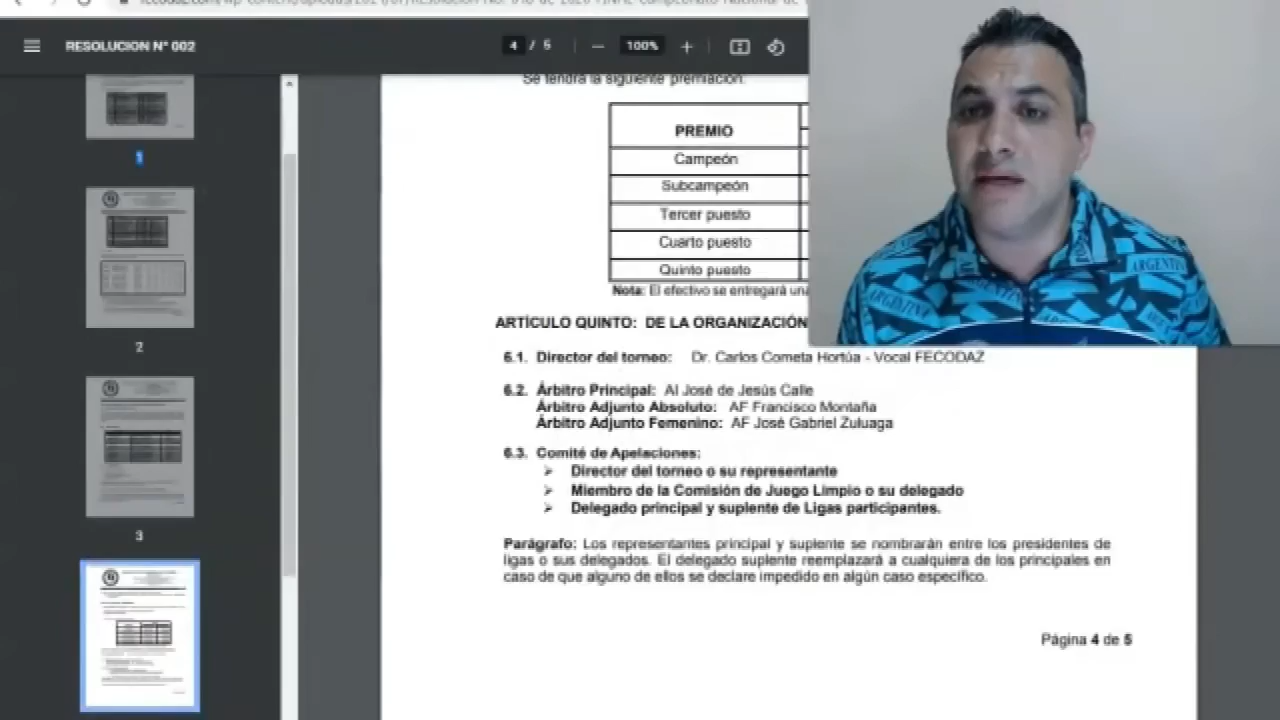 RESOLUCION N° 002
4 / 5
100%
Se tendrá la siguiente premiación:
PREMIO
Campeón
Subcampeón
Tercer puesto
Cuarto puesto
Quinto puesto
Nota: El efectivo se entregará una
ARTÍCULO QUINTO: DE LA ORGANIZACIÓN
6.1. Director del torneo: Dr. Carlos Cometa Hortúa - Vocal FECODAZ
6.2. Árbitro Principal: AI José de Jesús Calle
Árbitro Adjunto Absoluto: AF Francisco Montaña
Árbitro Adjunto Femenino: AF José Gabriel Zuluaga
6.3. Comité de Apelaciones:
➢ Director del torneo o su representante
➢ Miembro de la Comisión de Juego Limpio o su delegado
➢ Delegado principal y suplente de Ligas participantes.
Parágrafo: Los representantes principal y suplente se nombrarán entre los presidentes de
ligas o sus delegados. El delegado suplente reemplazará a cualquiera de los principales en
caso de que alguno de ellos se declare impedido en algún caso específico.
Página 4 de 5
1
2
3
ARGENTINA
ARGENTINA